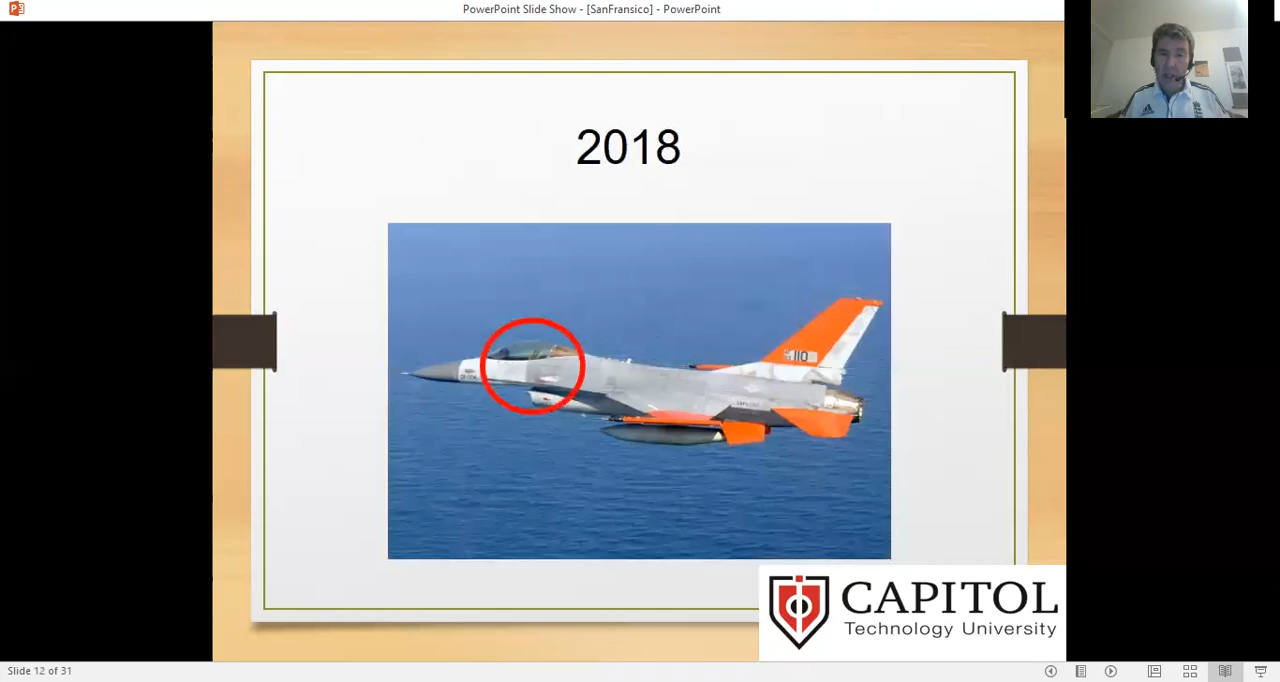 PowerPoint Slide Show - [SanFransico] - PowerPoint
2018
110
CAPITOL
Technology University
Slide 12 of 31